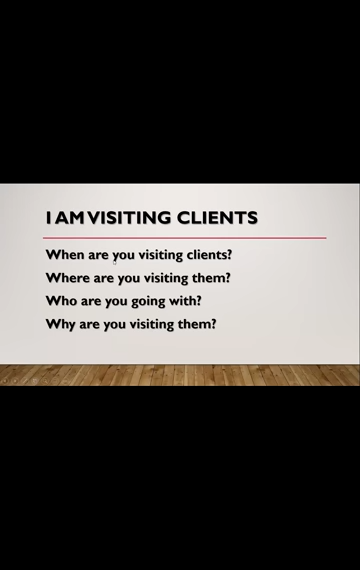 I AM VISITING CLIENTS
When are you visiting clients?
Where are you visiting them?
Who are you going with?
Why are you visiting them?